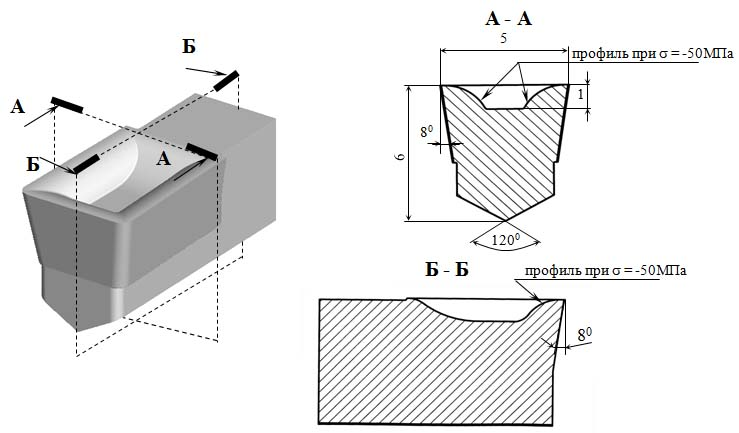 А - А
5
Б
профиль при σ = -50МПа
А
1
8⁰
Б
А
6
120⁰
Б - Б
профиль при σ = -50МПа
8⁰